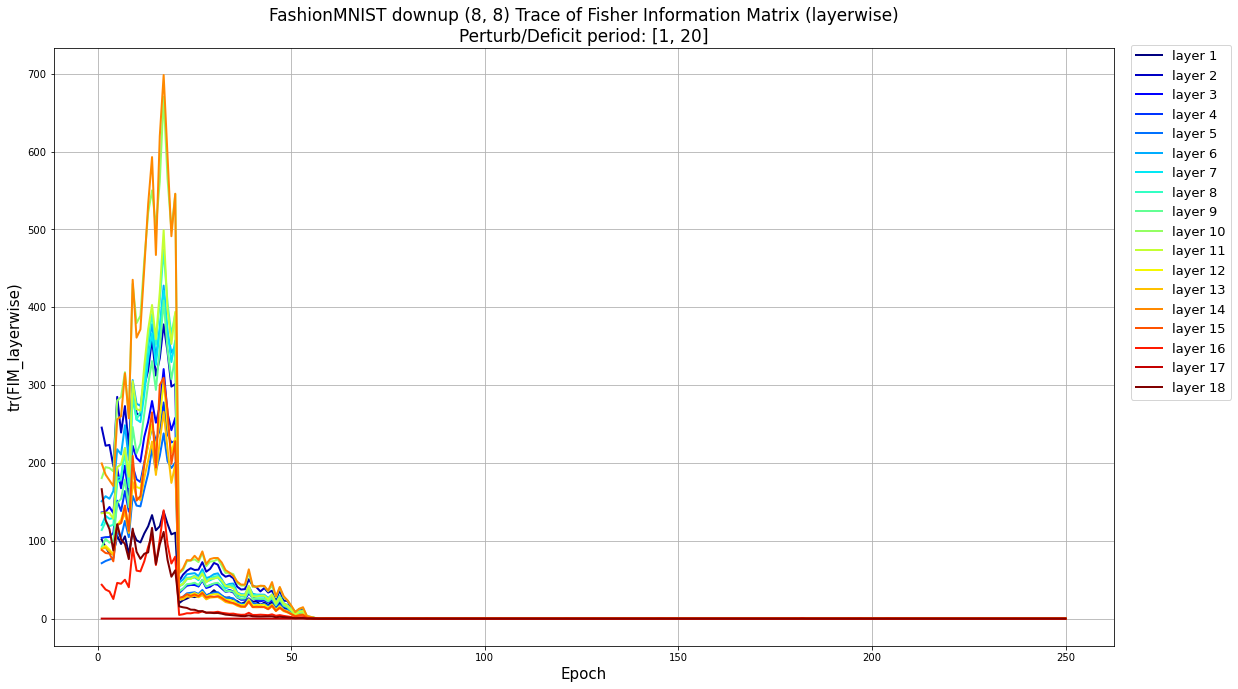 FashionMNIST downup (8, 8) Trace of Fisher Information Matrix (layerwise)
Perturb/Deficit period: [1, 20]
tr(FIM_layerwise)
700
600
500
400
300
200
100
0
0
50
100
150
200
250
Epoch
layer 1
layer 2
layer 3
layer 4
layer 5
layer 6
layer 7
layer 8
layer 9
layer 10
layer 11
layer 12
layer 13
layer 14
layer 15
layer 16
layer 17
layer 18